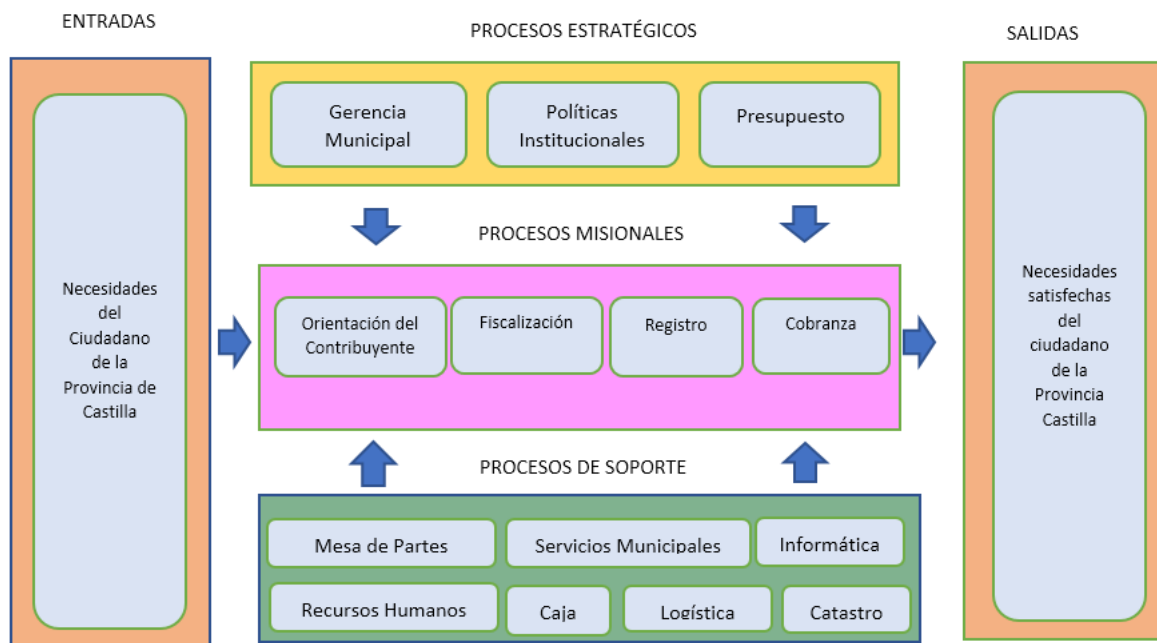 ENTRADAS
PROCESOS ESTRATÉGICOS
SALIDAS
Gerencia
Municipal
Políticas
Institucionales
Presupuesto
PROCESOS MISIONALES
Necesidades
del
Ciudadano
de la
Provincia de
Castilla
Orientación del
Contribuyente
Fiscalización
Registro
Cobranza
Necesidades
satisfechas
del
ciudadano
de la
Provincia
Castilla
PROCESOS DE SOPORTE
Mesa de Partes
Servicios Municipales
Informática
Recursos Humanos
Caja
Logística
Catastro